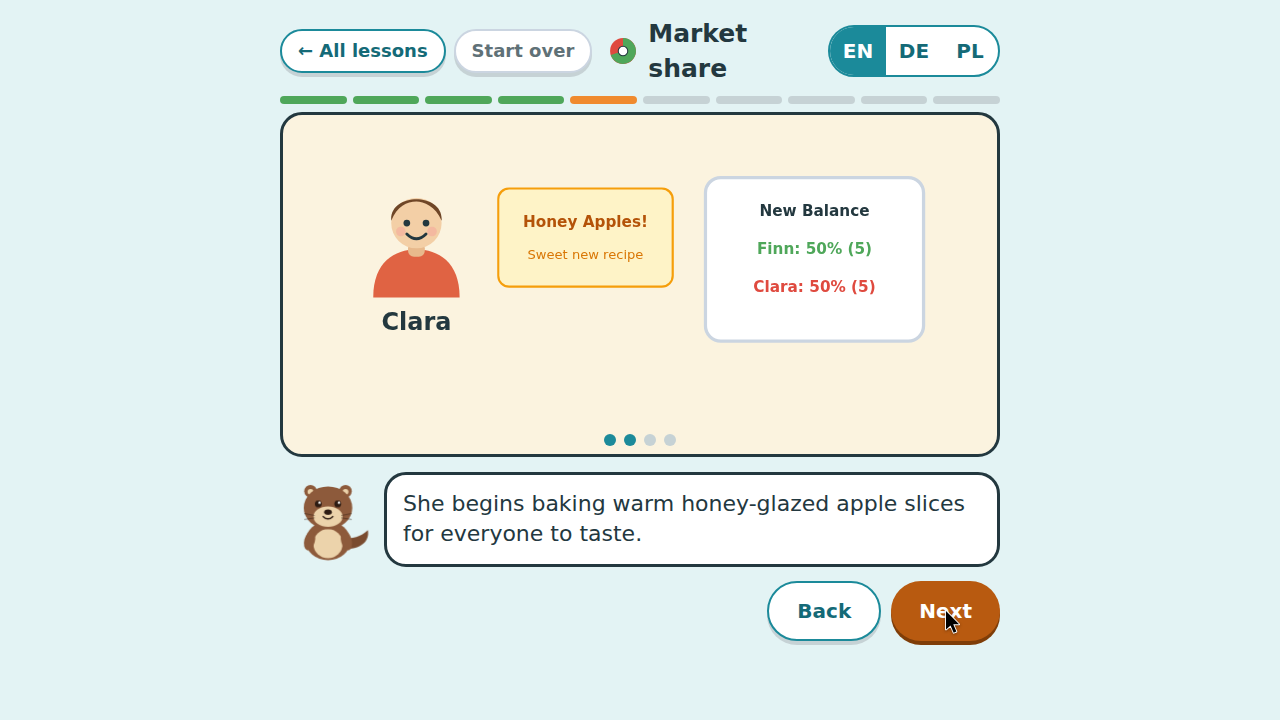 ← All lessons
Start over
Market
share
EN
DE
PL
Honey Apples!
Sweet new recipe
New Balance
Finn: 50% (5)
Clara: 50% (5)
Clara
She begins baking warm honey-glazed apple slices
for everyone to taste.
Back
Next